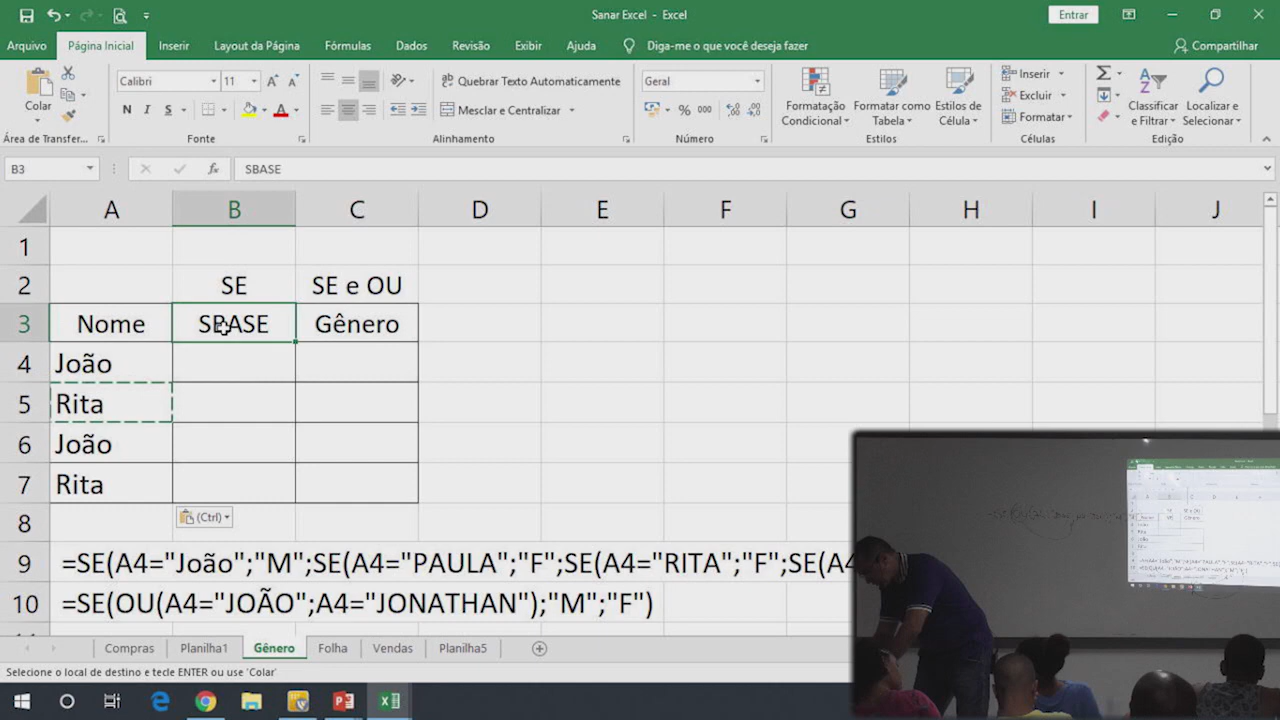 Sanar Excel - Excel
Entrar
Arquivo Página Inicial Inserir Layout da Página Fórmulas Dados Revisão Exibir Ajuda Diga-me o que você deseja fazer Compartilhar
Colar
Calibri 11
N I S A
Quebrar Texto Automaticamente
Mesclar e Centralizar
Geral
% 000
Formatação Condicional
Formatar como Tabela
Estilos de Célula
Inserir
Excluir
Formatar
Classificar e Filtrar
Localizar e Selecionar
Área de Transfer... Fonte Alinhamento Número Estilos Células Edição
B3 fx SBASE
A B C D E F G H I J
1
2 SE SE e OU
3 Nome SBASE Gênero
4 João
5 Rita
6 João
7 Rita
8 (Ctrl)
9 =SE(A4="João";"M";SE(A4="PAULA";"F";SE(A4="RITA";"F";SE(A4
10 =SE(OU(A4="JOÃO";A4="JONATHAN");"M";"F")
Compras Planilha1 Gênero Folha Vendas Planilha5
Selecione o local de destino e tecle ENTER ou use 'Colar'